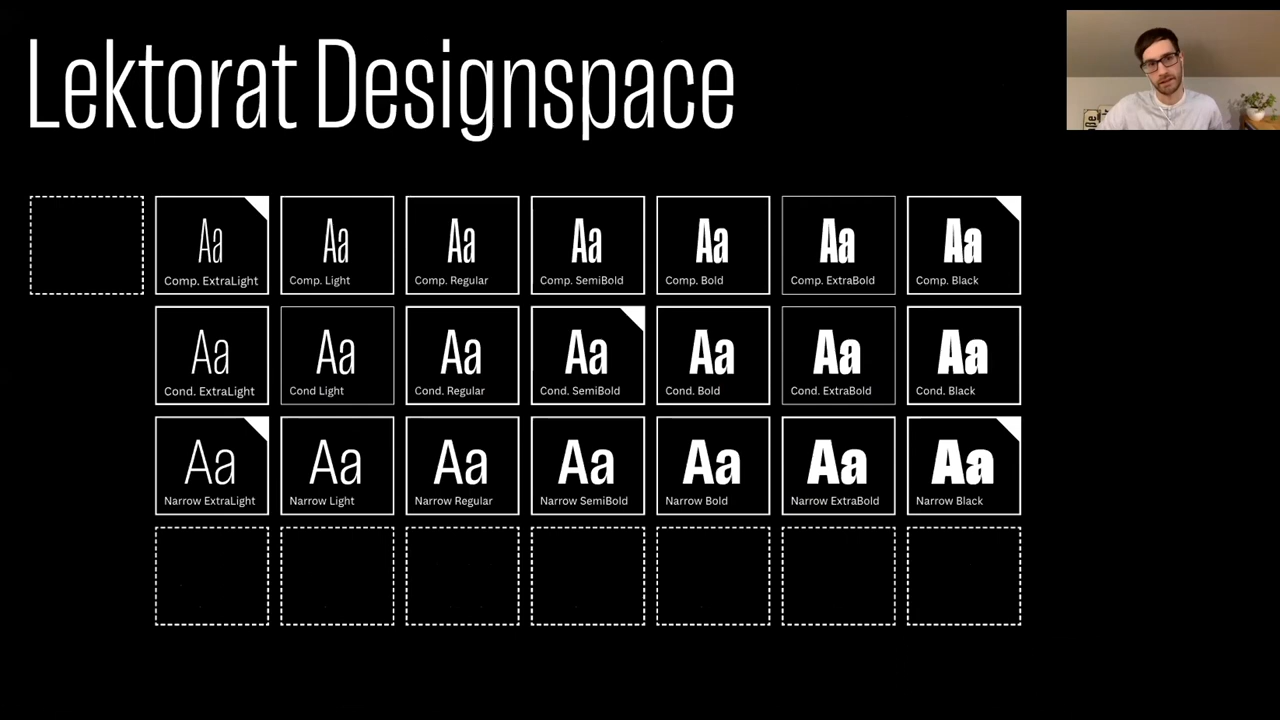 Lektorat Designspace
Aa Aa Aa Aa Aa Aa Aa
Comp. ExtraLight Comp. Light Comp. Regular Comp. SemiBold Comp. Bold Comp. ExtraBold Comp. Black
Aa Aa Aa Aa Aa Aa Aa
Cond. ExtraLight Cond Light Cond. Regular Cond. SemiBold Cond. Bold Cond. ExtraBold Cond. Black
Aa Aa Aa Aa Aa Aa Aa
Narrow ExtraLight Narrow Light Narrow Regular Narrow SemiBold Narrow Bold Narrow ExtraBold Narrow Black